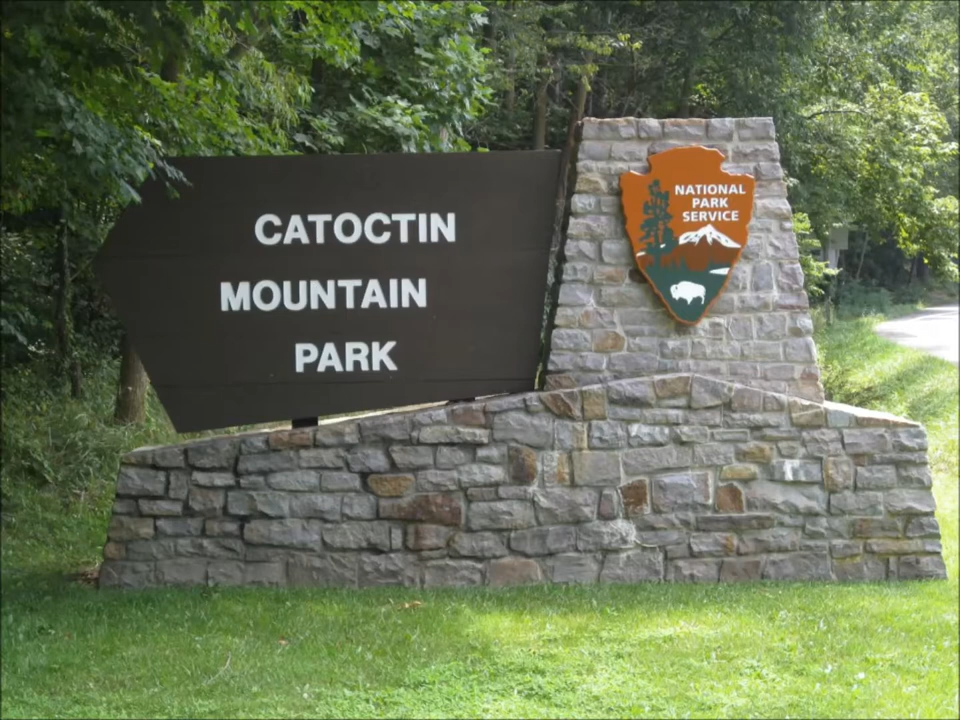 CATOCTIN
MOUNTAIN
PARK
NATIONAL
PARK
SERVICE